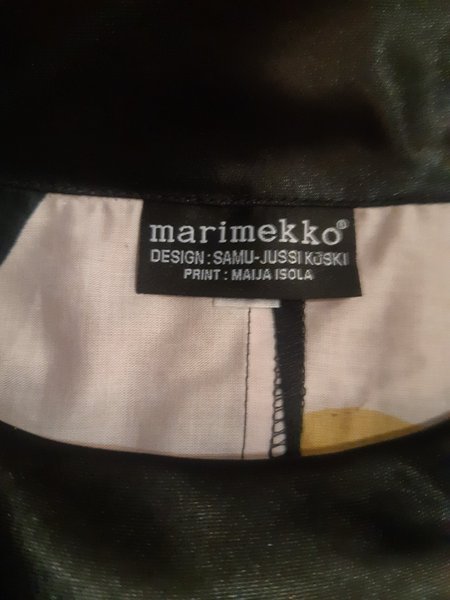 marimekko®
DESIGN : SAMU-JUSSI KOSKI
PRINT : MAIJA ISOLA